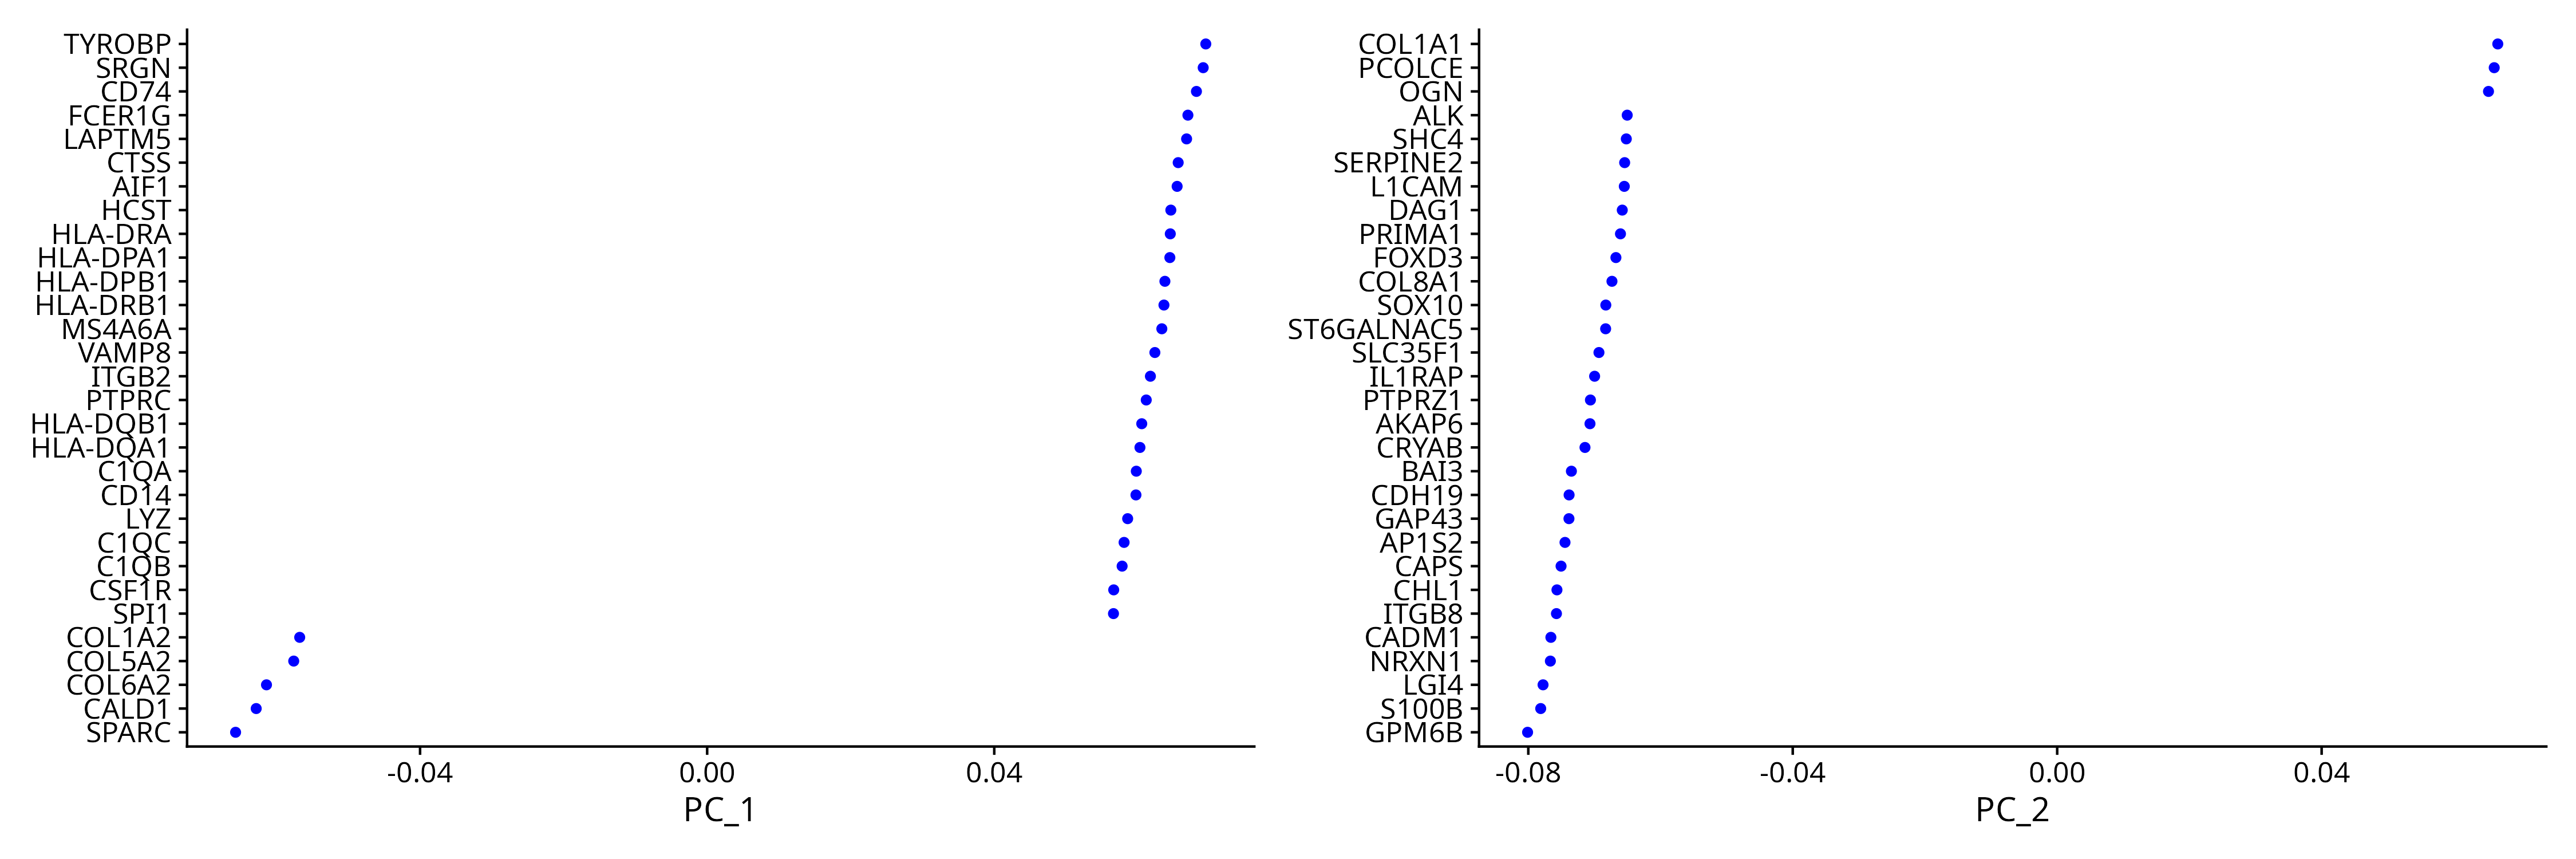 TYROBP
SRGN
CD74
FCER1G
LAPTM5
CTSS
AIF1
HCST
HLA-DRA
HLA-DPA1
HLA-DPB1
HLA-DRB1
MS4A6A
VAMP8
ITGB2
PTPRC
HLA-DQB1
HLA-DQA1
C1QA
CD14
LYZ
C1QC
C1QB
CSF1R
SPI1
COL1A2
COL5A2
COL6A2
CALD1
SPARC
-0.04 0.00 0.04
PC_1
COL1A1
PCOLCE
OGN
ALK
SHC4
SERPINE2
L1CAM
DAG1
PRIMA1
FOXD3
COL8A1
SOX10
ST6GALNAC5
SLC35F1
IL1RAP
PTPRZ1
AKAP6
CRYAB
BAI3
CDH19
GAP43
AP1S2
CAPS
CHL1
ITGB8
CADM1
NRXN1
LGI4
S100B
GPM6B
-0.08 -0.04 0.00 0.04
PC_2